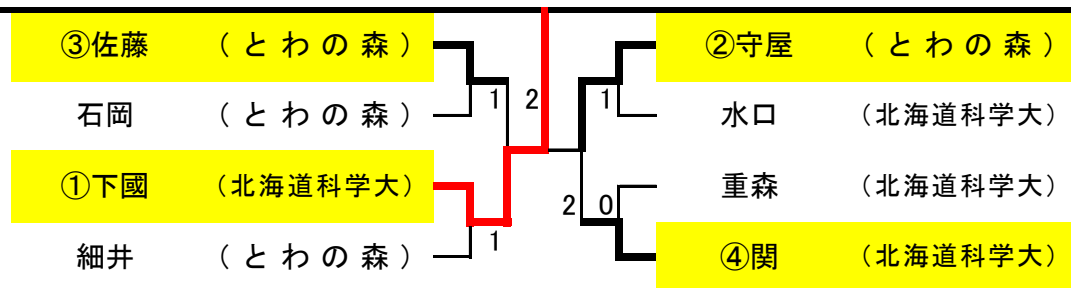 ③佐藤 (とわの森) ②守屋 (とわの森)
1 2 1
石岡 (とわの森) 水口 (北海道科学大)
①下國 (北海道科学大) 重森 (北海道科学大)
2 0
1
細井 (とわの森) ④関 (北海道科学大)